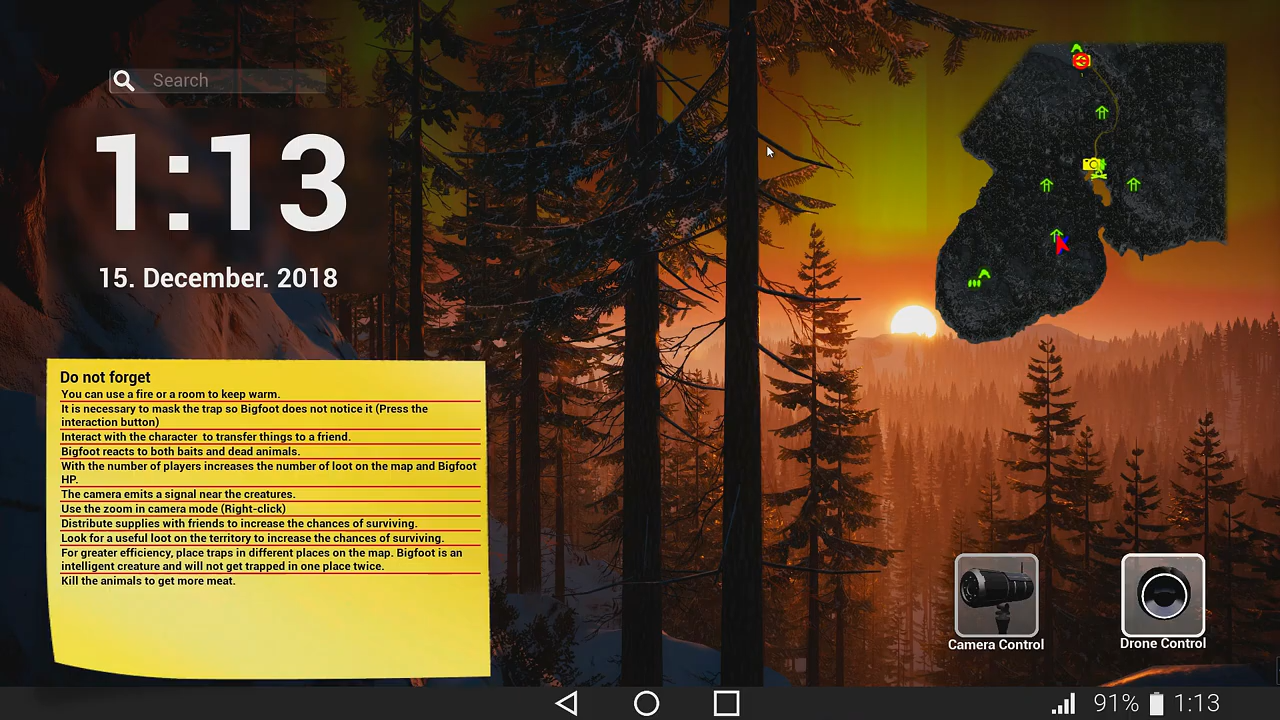 Search
1:13
15. December. 2018
Do not forget
You can use a fire or a room to keep warm.
It is necessary to mask the trap so Bigfoot does not notice it (Press the
interaction button)
Interact with the character  to transfer things to a friend.
Bigfoot reacts to both baits and dead animals.
With the number of players increases the number of loot on the map and Bigfoot
HP.
The camera emits a signal near the creatures.
Use the zoom in camera mode (Right-click)
Distribute supplies with friends to increase the chances of surviving.
Look for a useful loot on the territory to increase the chances of surviving.
For greater efficiency, place traps in different places on the map. Bigfoot is an
intelligent creature and will not get trapped in one place twice.
Kill the animals to get more meat.
Camera Control
Drone Control
91% 1:13